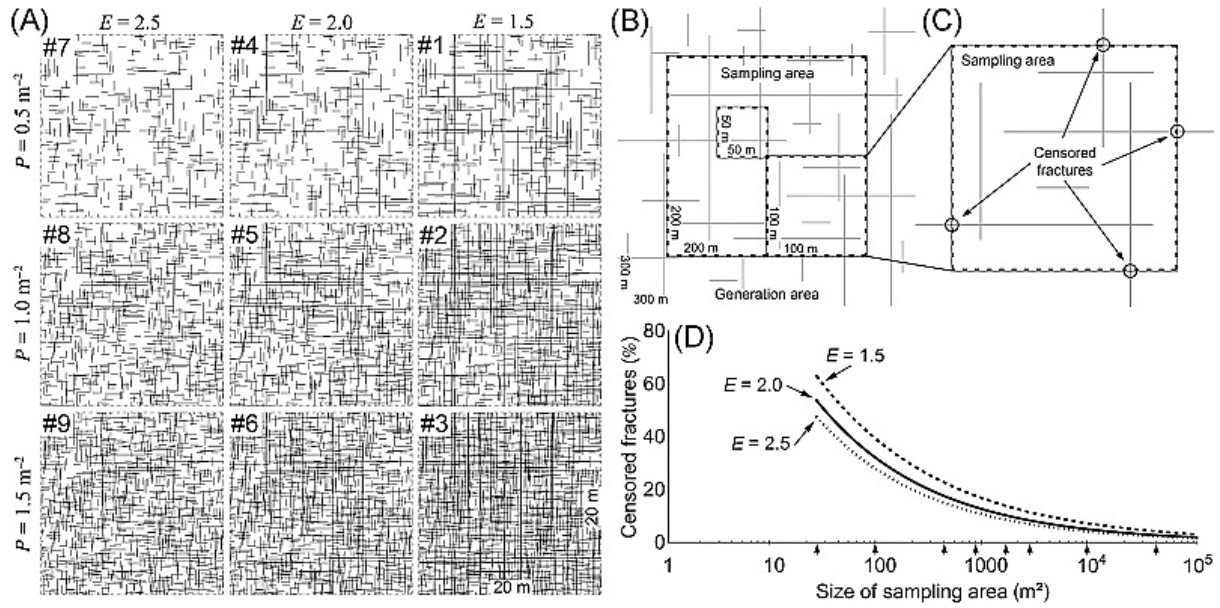 (A)
E = 2.5
E = 2.0
E = 1.5
P = 0.5 m⁻²
#7
#4
#1
P = 1.0 m⁻²
#8
#5
#2
P = 1.5 m⁻²
#9
#6
#3
20 m
20 m
(B)
Sampling area
50 m
50 m
200 m
100 m
200 m
100 m
300 m
300 m
Generation area
(C)
Sampling area
Censored
fractures
(D)
Censored fractures (%)
80
60
40
20
0
E = 1.5
E = 2.0
E = 2.5
1
10
100
1000
10⁴
10⁵
Size of sampling area (m²)